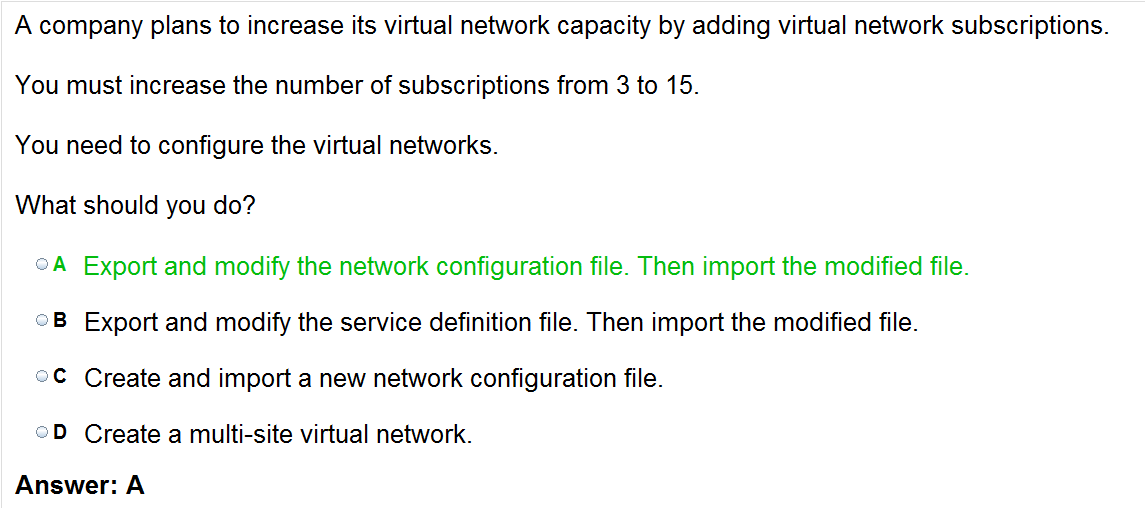 A company plans to increase its virtual network capacity by adding virtual network subscriptions.
You must increase the number of subscriptions from 3 to 15.
You need to configure the virtual networks.
What should you do?
A Export and modify the network configuration file. Then import the modified file.
B Export and modify the service definition file. Then import the modified file.
C Create and import a new network configuration file.
D Create a multi-site virtual network.
Answer: A